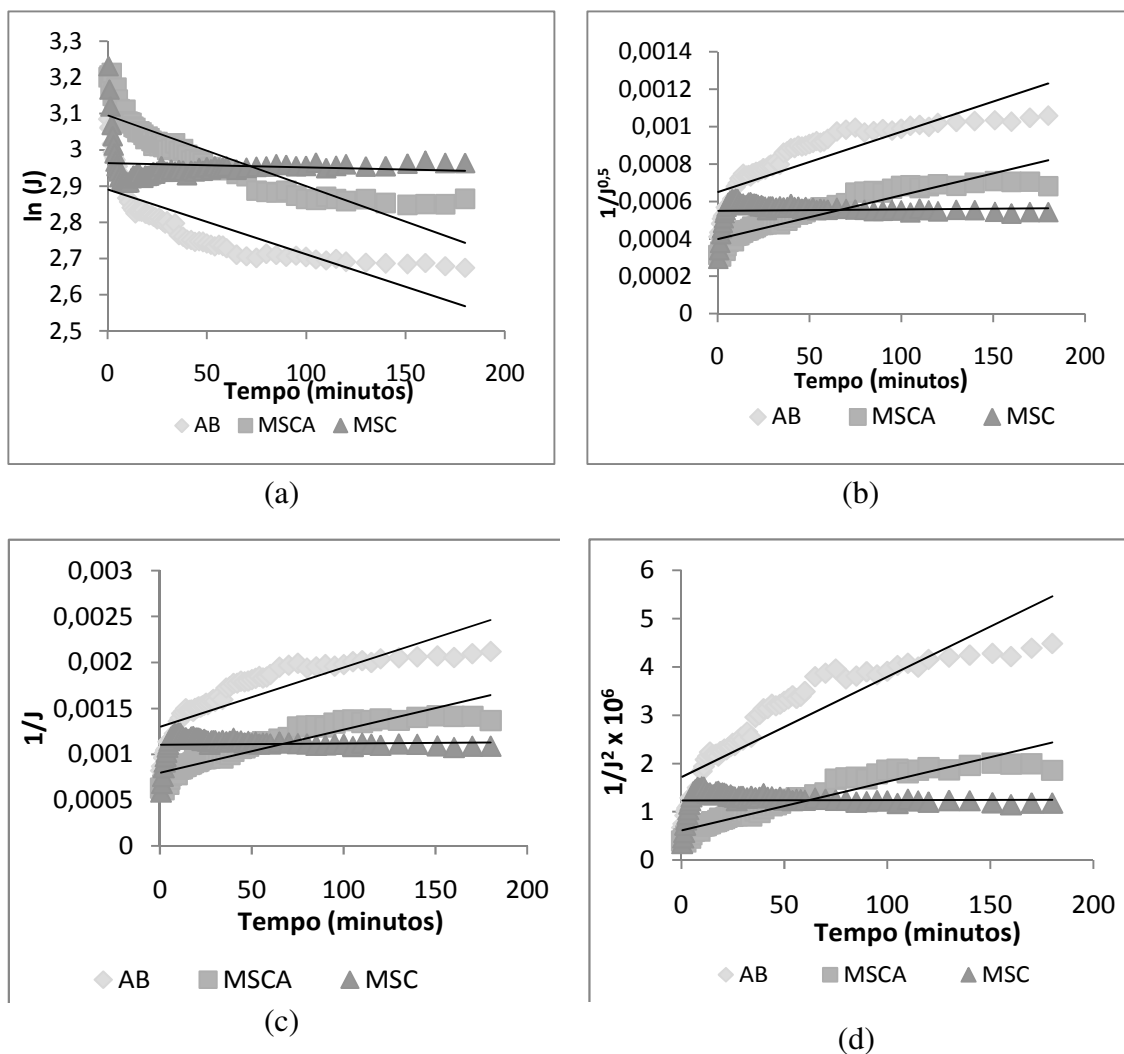 3,3
3,2
3,1
3
2,9
2,8
2,7
2,6
2,5
ln (J)
0 50 100 150 200
Tempo (minutos)
AB MSCA MSC
(a)
0,0014
0,0012
0,001
0,0008
0,0006
0,0004
0,0002
0
1/J^0,5
0 50 100 150 200
Tempo (minutos)
AB MSCA MSC
(b)
0,003
0,0025
0,002
0,0015
0,001
0,0005
0
1/J
0 50 100 150 200
Tempo (minutos)
AB MSCA MSC
(c)
6
5
4
3
2
1
0
1/J² x 10⁶
0 50 100 150 200
Tempo (minutos)
AB MSCA MSC
(d)